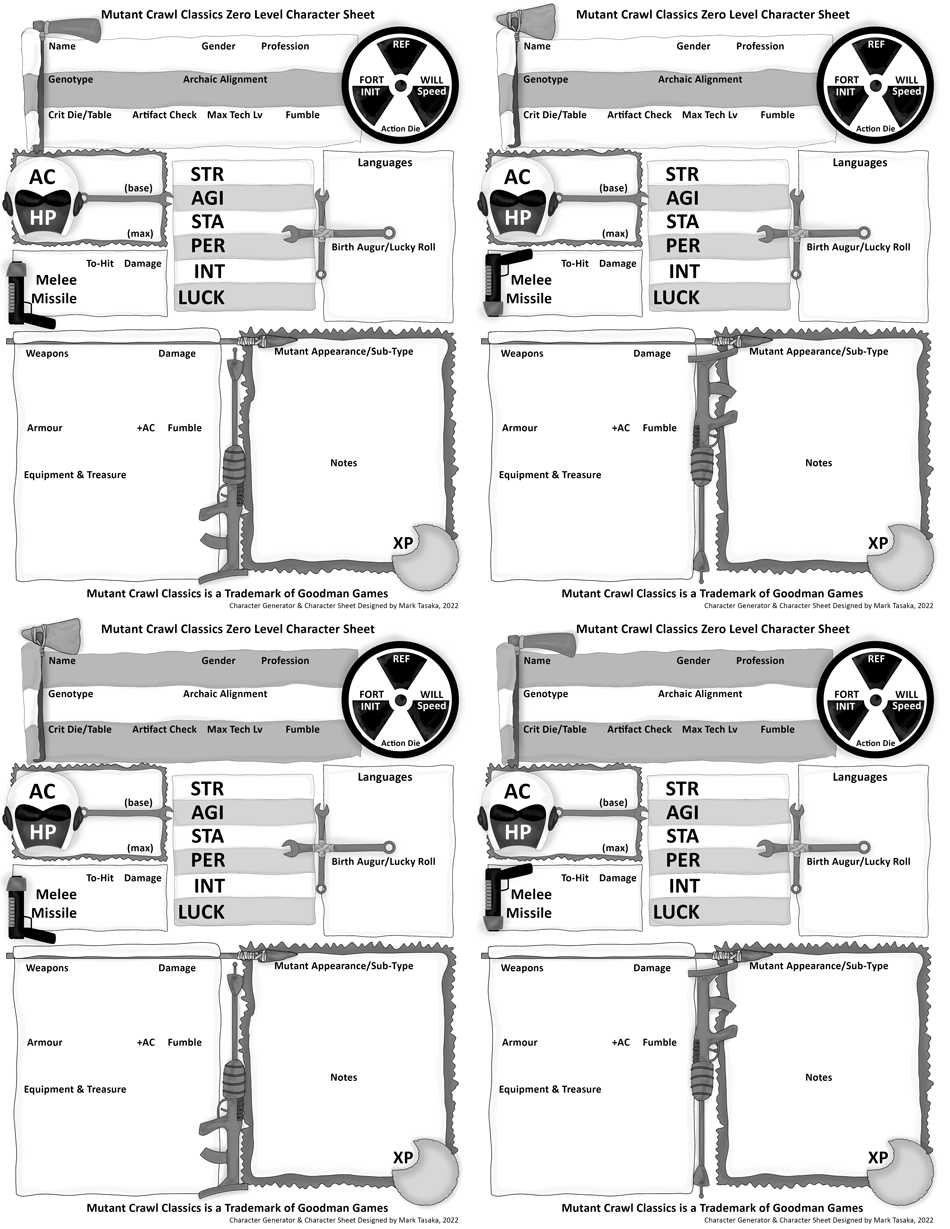 Mutant Crawl Classics Zero Level Character Sheet
Name Gender Profession
REF
Genotype Archaic Alignment
FORT WILL
INIT Speed
Crit Die/Table Artifact Check Max Tech Lv Fumble
Action Die
AC
(base)
HP
(max)
To-Hit Damage
Melee
Missile
STR
AGI
STA
PER
INT
LUCK
Languages
Birth Augur/Lucky Roll
Weapons Damage
Armour +AC Fumble
Equipment & Treasure
Mutant Appearance/Sub-Type
Notes
XP
Mutant Crawl Classics is a Trademark of Goodman Games
Character Generator & Character Sheet Designed by Mark Tasaka, 2022
Mutant Crawl Classics Zero Level Character Sheet
Name Gender Profession
REF
Genotype Archaic Alignment
FORT WILL
INIT Speed
Crit Die/Table Artifact Check Max Tech Lv Fumble
Action Die
AC
(base)
HP
(max)
To-Hit Damage
Melee
Missile
STR
AGI
STA
PER
INT
LUCK
Languages
Birth Augur/Lucky Roll
Weapons Damage
Armour +AC Fumble
Equipment & Treasure
Mutant Appearance/Sub-Type
Notes
XP
Mutant Crawl Classics is a Trademark of Goodman Games
Character Generator & Character Sheet Designed by Mark Tasaka, 2022
Mutant Crawl Classics Zero Level Character Sheet
Name Gender Profession
REF
Genotype Archaic Alignment
FORT WILL
INIT Speed
Crit Die/Table Artifact Check Max Tech Lv Fumble
Action Die
AC
(base)
HP
(max)
To-Hit Damage
Melee
Missile
STR
AGI
STA
PER
INT
LUCK
Languages
Birth Augur/Lucky Roll
Weapons Damage
Armour +AC Fumble
Equipment & Treasure
Mutant Appearance/Sub-Type
Notes
XP
Mutant Crawl Classics is a Trademark of Goodman Games
Character Generator & Character Sheet Designed by Mark Tasaka, 2022
Mutant Crawl Classics Zero Level Character Sheet
Name Gender Profession
REF
Genotype Archaic Alignment
FORT WILL
INIT Speed
Crit Die/Table Artifact Check Max Tech Lv Fumble
Action Die
AC
(base)
HP
(max)
To-Hit Damage
Melee
Missile
STR
AGI
STA
PER
INT
LUCK
Languages
Birth Augur/Lucky Roll
Weapons Damage
Armour +AC Fumble
Equipment & Treasure
Mutant Appearance/Sub-Type
Notes
XP
Mutant Crawl Classics is a Trademark of Goodman Games
Character Generator & Character Sheet Designed by Mark Tasaka, 2022